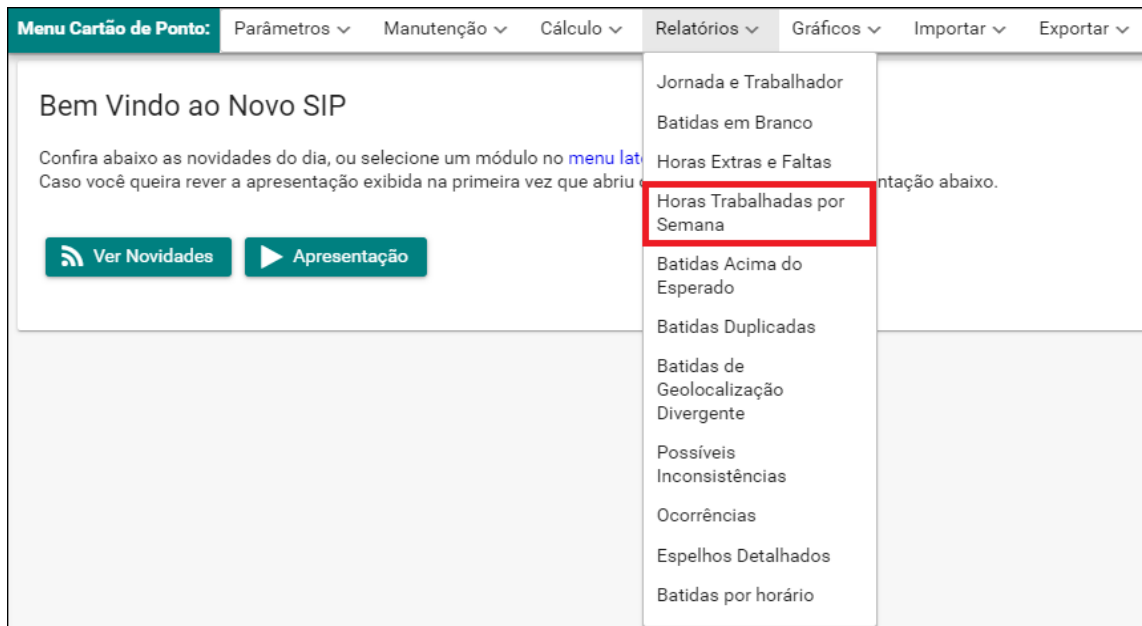 Menu Cartão de Ponto: Parâmetros Manutenção Cálculo Relatórios Gráficos Importar Exportar
Bem Vindo ao Novo SIP
Confira abaixo as novidades do dia, ou selecione um módulo no menu
Caso você queira rever a apresentação exibida na primeira vez que abriu
abaixo.
Ver Novidades
Apresentação
Jornada e Trabalhador
Batidas em Branco
Horas Extras e Faltas
Horas Trabalhadas por
Semana
Batidas Acima do
Esperado
Batidas Duplicadas
Batidas de
Geolocalização
Divergente
Possíveis
Inconsistências
Ocorrências
Espelhos Detalhados
Batidas por horário